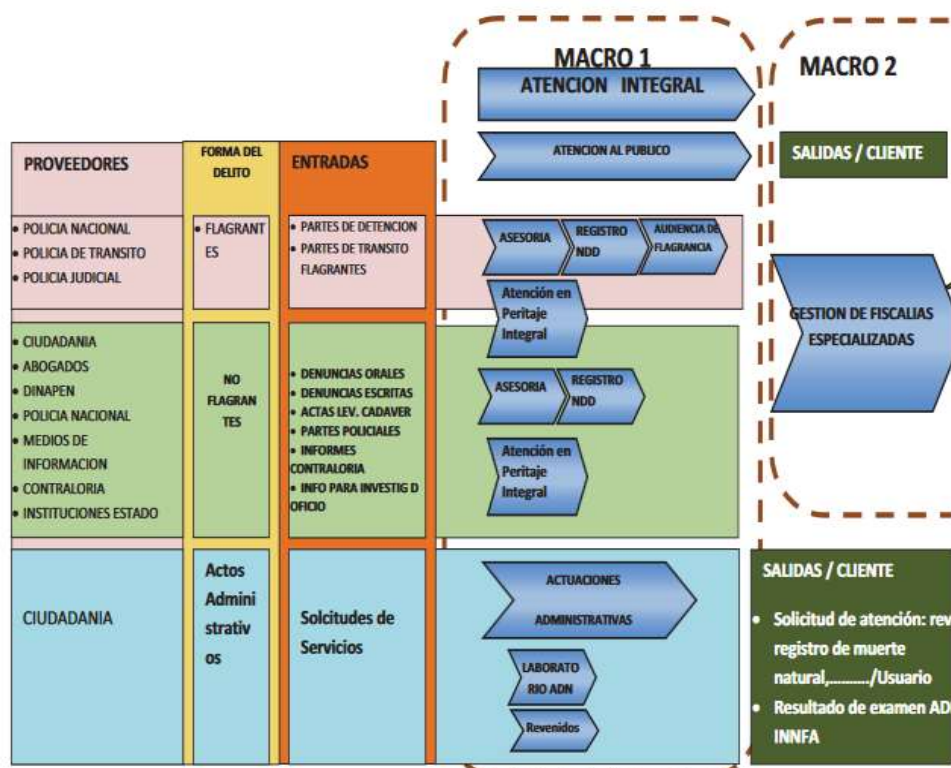 MACRO 1
ATENCION INTEGRAL
MACRO 2
ATENCION AL PUBLICO
SALIDAS / CLIENTE
PROVEEDORES
FORMA DEL
DELITO
ENTRADAS
• POLICIA NACIONAL
• POLICIA DE TRANSITO
• POLICIA JUDICIAL
• FLAGRANT
ES
• PARTES DE DETENCION
• PARTES DE TRANSITO
FLAGRANTES
ASESORIA
REGISTRO
NDD
AUDIENCIA DE
FLAGRANCIA
Atención en
Peritaje
Integral
GESTION DE FISCALIAS
ESPECIALIZADAS
• CIUDADANIA
• ABOGADOS
• DINAPEN
• POLICIA NACIONAL
• MEDIOS DE
INFORMACION
• CONTRALORIA
• INSTITUCIONES ESTADO
NO
FLAGRAN
TES
• DENUNCIAS ORALES
• DENUNCIAS ESCRITAS
• ACTAS LEV. CADAVER
• PARTES POLICIALES
• INFORMES
CONTRALORIA
• INFO PARA INVESTIG D
OFICIO
ASESORIA
REGISTRO
NDD
Atención en
Peritaje
Integral
CIUDADANIA
Actos
Admini
strativ
os
Solcitudes de
Servicios
ACTUACIONES
ADMINISTRATIVAS
LABORATO
RIO ADN
Revenidos
SALIDAS / CLIENTE
• Solicitud de atención: rev
registro de muerte
natural,........../Usuario
• Resultado de examen AD
INNFA